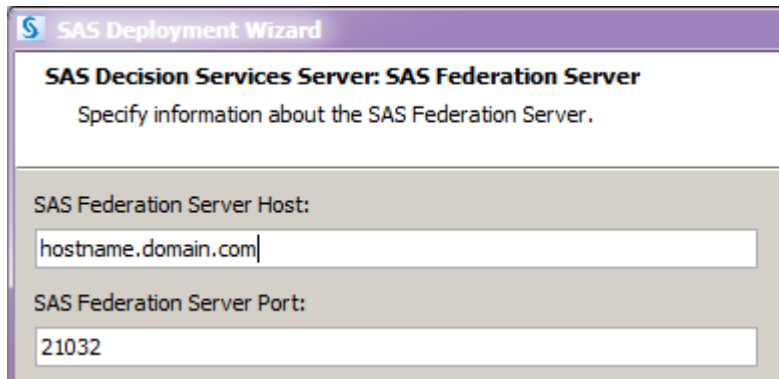 SAS Deployment Wizard
SAS Decision Services Server: SAS Federation Server
Specify information about the SAS Federation Server.
SAS Federation Server Host:
hostname.domain.com
SAS Federation Server Port:
21032